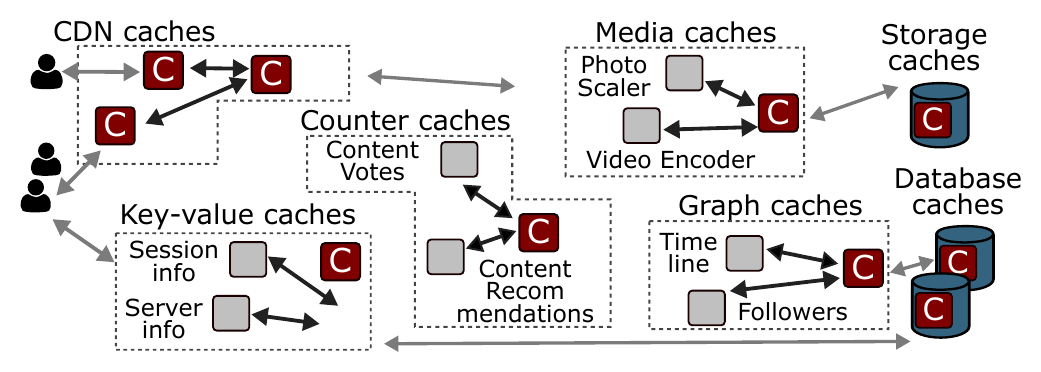 CDN caches
C
C
C
Media caches
Photo
Scaler
C
Video Encoder
Storage
caches
C
Counter caches
Content
Votes
C
Content
Recom
mendations
Key-value caches
Session
info
C
Server
info
Graph caches
Time
line
C
Followers
Database
caches
C
C